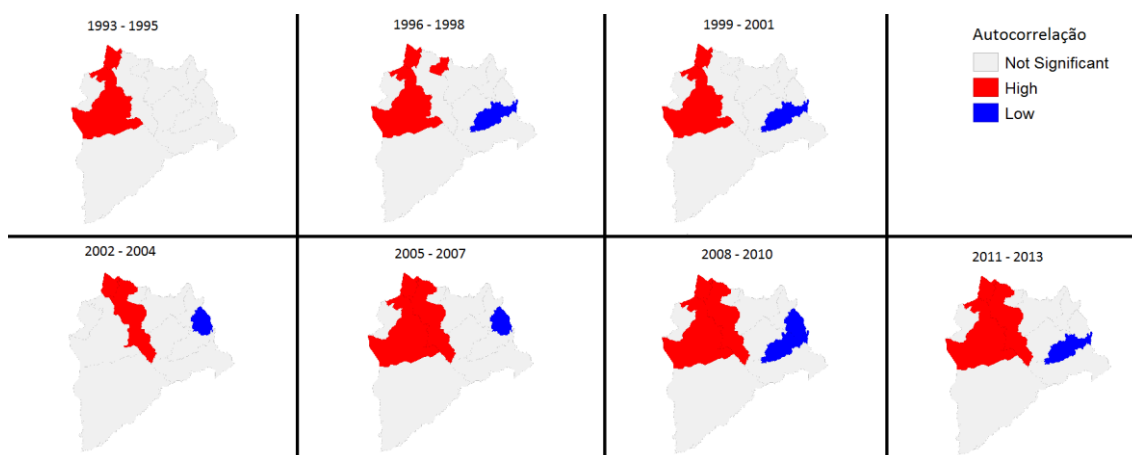 1993 - 1995
1996 - 1998
1999 - 2001
Autocorrelação
Not Significant
High
Low
2002 - 2004
2005 - 2007
2008 - 2010
2011 - 2013